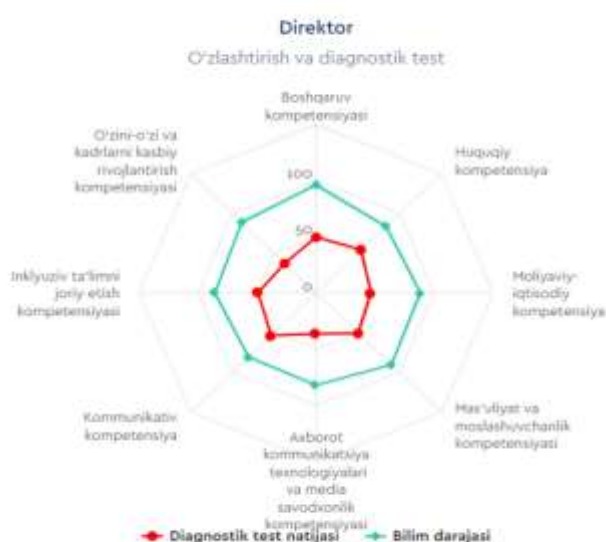 Direktor
O'zlashtirish va diagnostik test
Boshqaruv
kompetensiyasi
O'zini-o'zi va
kadrlarni kasbiy
rivojlantirish
kompetensiyasi
Huquqiy
kompetensiya
100
50
0
Inklyuziv ta'limni
joriy etish
kompetensiyasi
Moliyaviy-
iqtisodiy
kompetensiya
Kommunikativ
kompetensiya
Mas'uliyat va
moslashuvchanlik
kompetensiyasi
Axborot
kommunikativiya
texnologiyalari
va media
savodxonlik
kompetensiyasi
Diagnostik test natijasi
Bilim darajasi